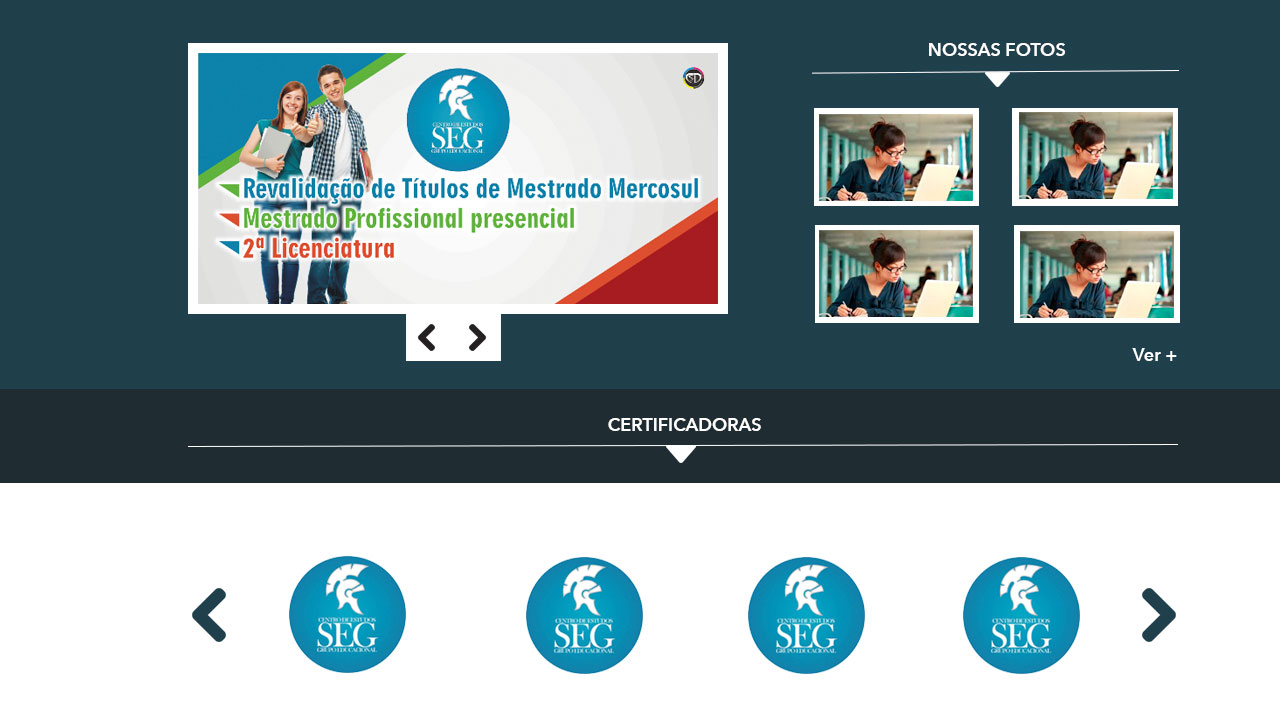 NOSSAS FOTOS
SD
CENTRO DE ESTUDOS
SEG
GRUPO EDUCACIONAL
Revalidação de Títulos de Mestrado Mercosul
Mestrado Profissional presencial
2ª Licenciatura
Ver +
CERTIFICADORAS
CENTRO DE ESTUDOS
SEG
GRUPO EDUCACIONAL
CENTRO DE ESTUDOS
SEG
GRUPO EDUCACIONAL
CENTRO DE ESTUDOS
SEG
GRUPO EDUCACIONAL
CENTRO DE ESTUDOS
SEG
GRUPO EDUCACIONAL